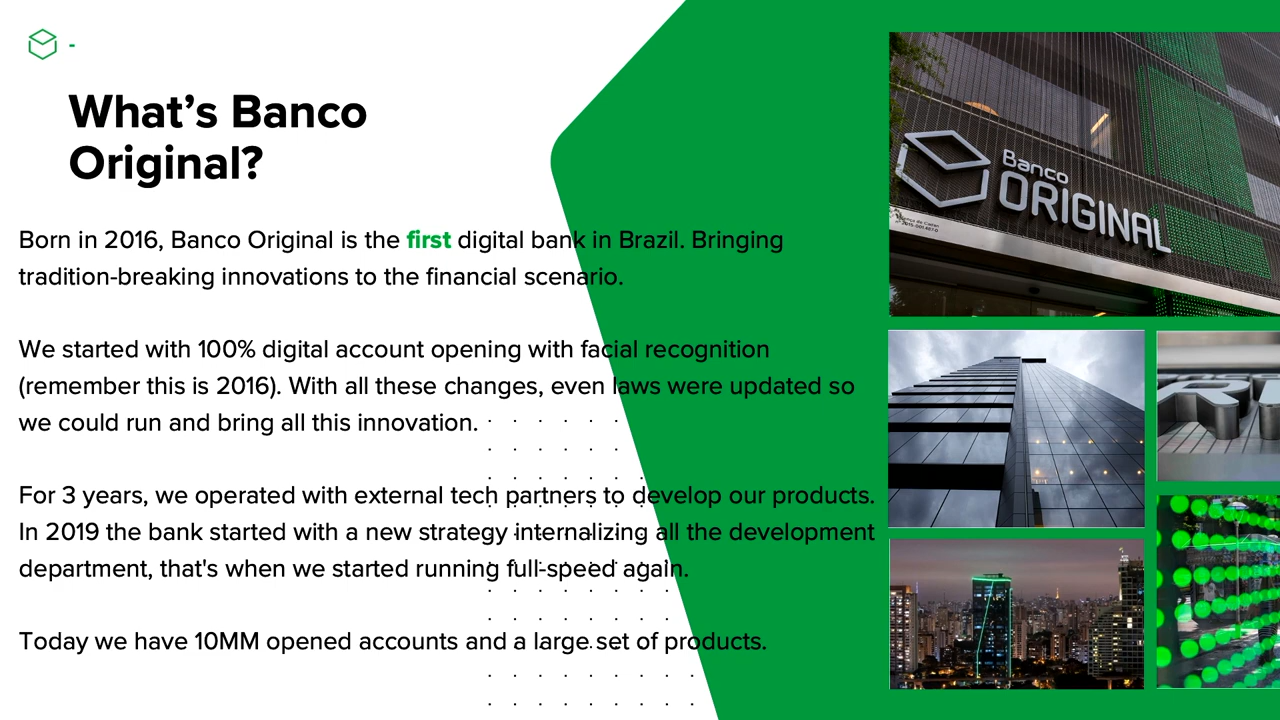 What’s Banco
Original?
Born in 2016, Banco Original is the first digital bank in Brazil. Bringing
tradition-breaking innovations to the financial scenario.
We started with 100% digital account opening with facial recognition
(remember this is 2016). With all these changes, even laws were updated so
we could run and bring all this innovation.
For 3 years, we operated with external tech partners to develop our products.
In 2019 the bank started with a new strategy internalizing all the development
department, that's when we started running full-speed again.
Today we have 10MM opened accounts and a large set of products.
Banco
ORIGINAL